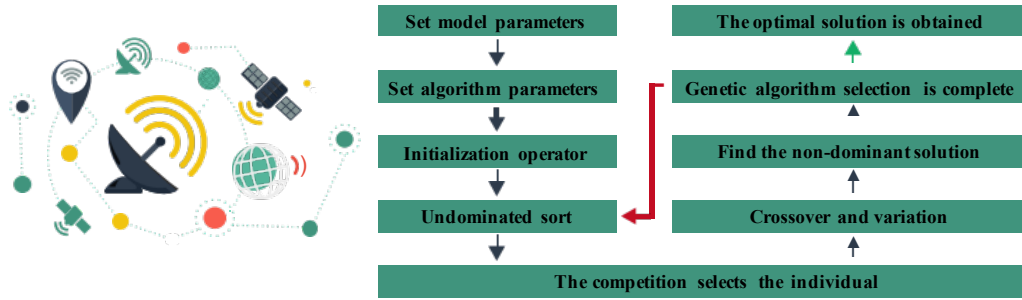 Set model parameters
Set algorithm parameters
Initialization operator
Undominated sort
The competition selects the individual
Crossover and variation
Find the non-dominant solution
Genetic algorithm selection is complete
The optimal solution is obtained